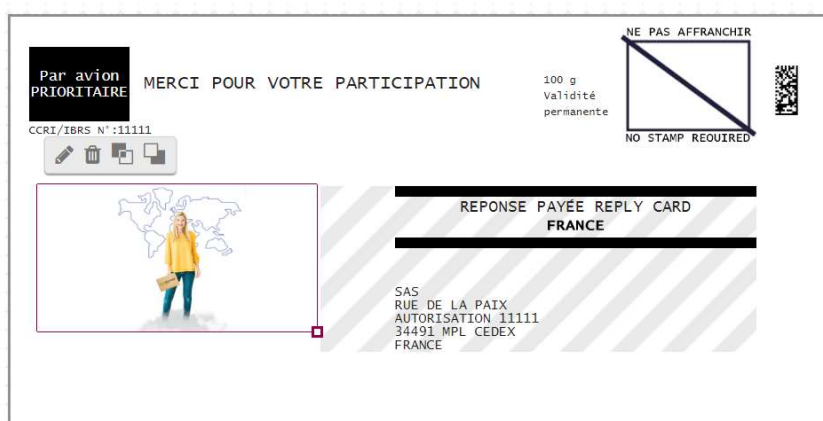 NE PAS AFFRANCHIR
Par avion
PRIORITAIRE
MERCI POUR VOTRE PARTICIPATION
100 g
Validité
permanente
CCRI/IBRS N°:11111
NO STAMP REQUIRED
REPONSE PAYÉE REPLY CARD
FRANCE
SAS
RUE DE LA PAIX
AUTORISATION 11111
34491 MPL CEDEX
FRANCE